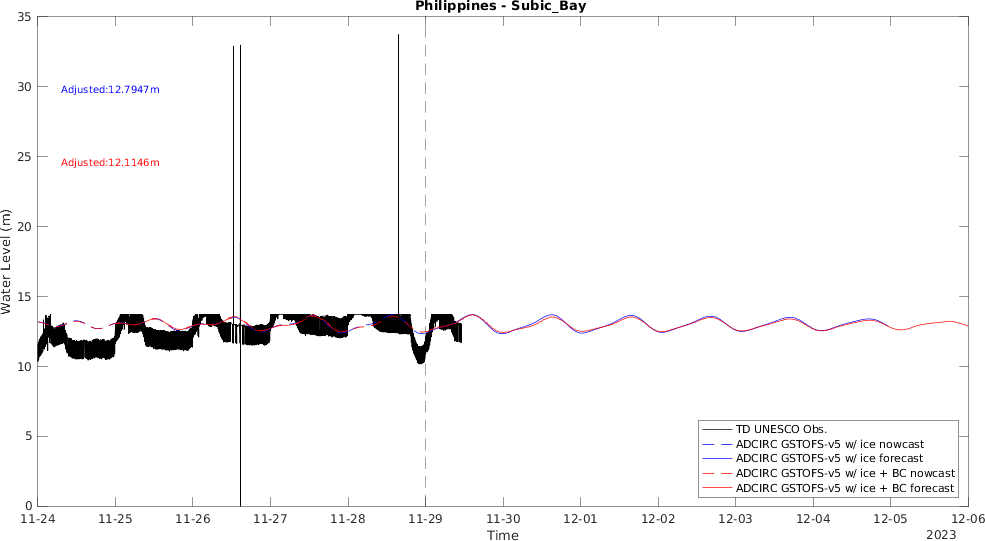 Philippines - Subic_Bay
35
30
25
20
15
10
5
0
Water Level (m)
Adjusted:12.7947m
Adjusted:12.1146m
TD UNESCO Obs.
ADCIRC GSTOFS-v5 w/ ice nowcast
ADCIRC GSTOFS-v5 w/ ice forecast
ADCIRC GSTOFS-v5 w/ ice + BC nowcast
ADCIRC GSTOFS-v5 w/ ice + BC forecast
11-24 11-25 11-26 11-27 11-28 11-29 11-30 12-01 12-02 12-03 12-04 12-05 12-06
Time
2023